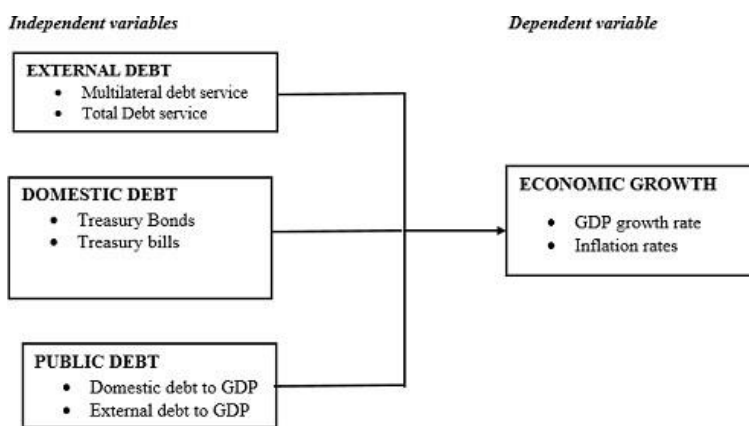 Independent variables
Dependent variable
EXTERNAL DEBT
• Multilateral debt service
• Total Debt service
DOMESTIC DEBT
• Treasury Bonds
• Treasury bills
PUBLIC DEBT
• Domestic debt to GDP
• External debt to GDP
ECONOMIC GROWTH
• GDP growth rate
• Inflation rates